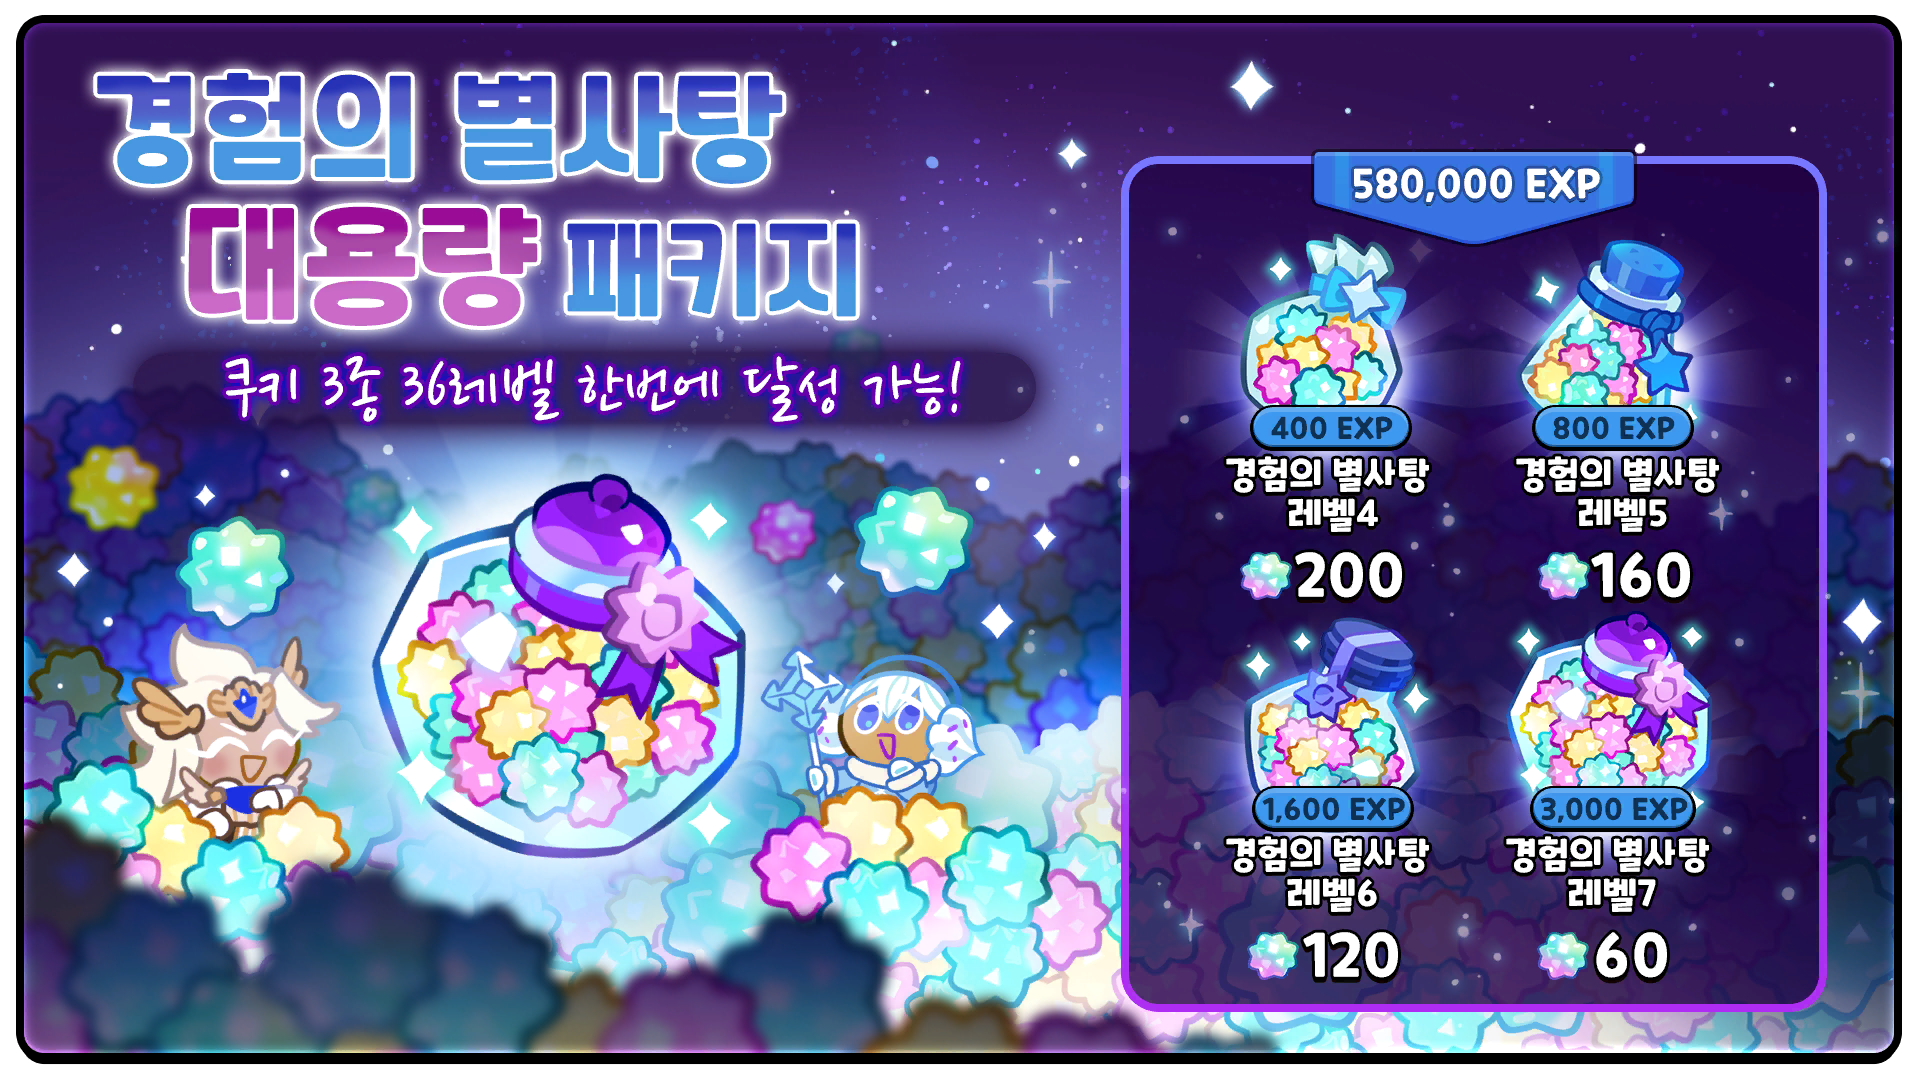 경험의 별사탕
대용량 패키지
쿠키 3종 36레벨 한번에 달성 가능!
580,000 EXP
400 EXP
경험의 별사탕
레벨4
200
800 EXP
경험의 별사탕
레벨5
160
1,600 EXP
경험의 별사탕
레벨6
120
3,000 EXP
경험의 별사탕
레벨7
60